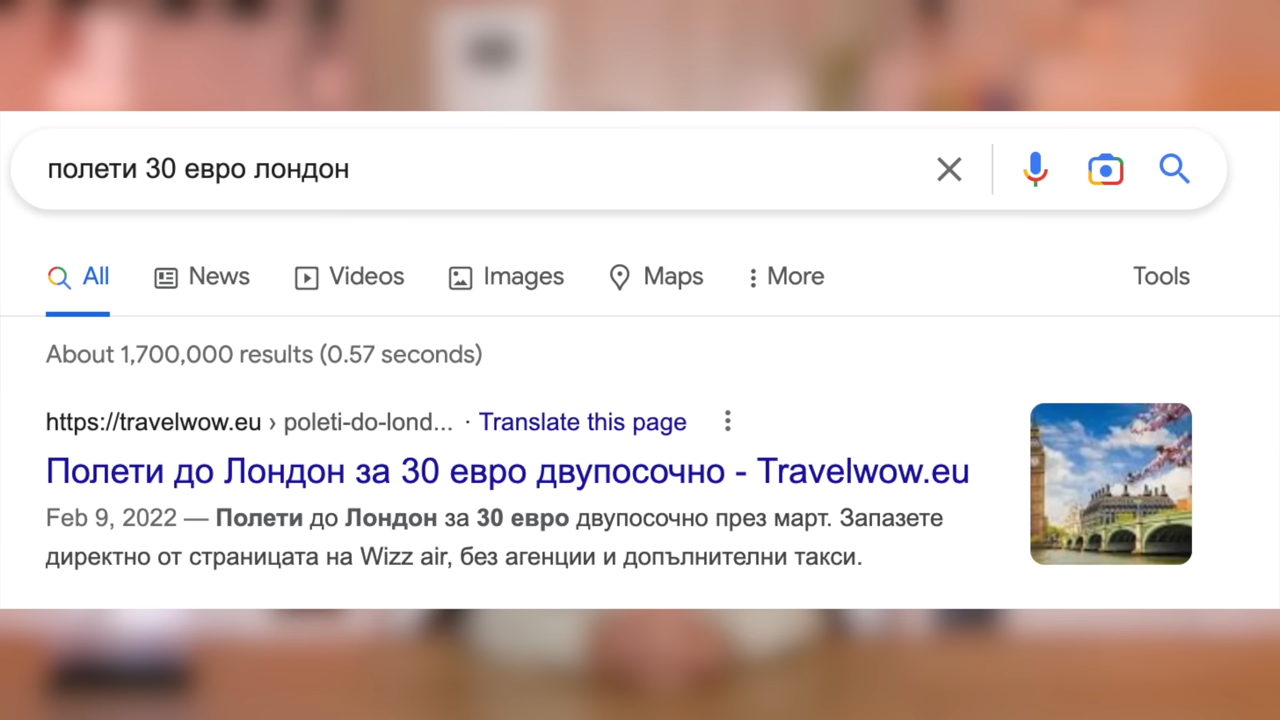 полети 30 евро лондон
All News Videos Images Maps More Tools
About 1,700,000 results (0.57 seconds)
https://travelwow.eu › poleti-do-lond... · Translate this page
Полети до Лондон за 30 евро двупосочно - Travelwow.eu
Feb 9, 2022 — Полети до Лондон за 30 евро двупосочно през март. Запазете
директно от страницата на Wizz air, без агенции и допълнителни такси.